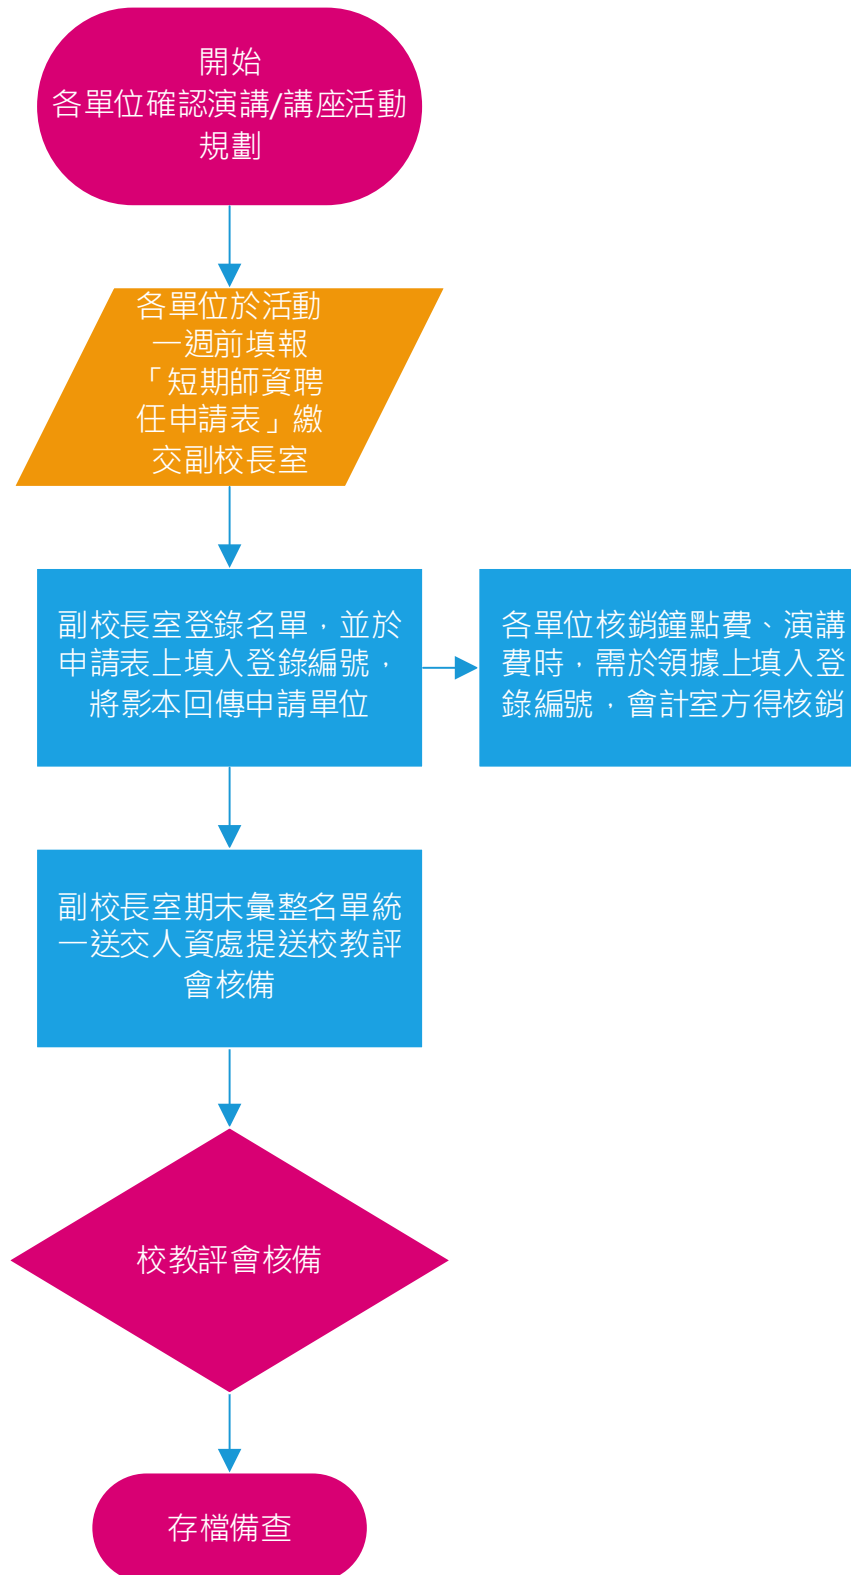 開始
各單位確認演講/講座活動
規劃
各單位於活動
一週前填報
「短期師資聘
任申請表」繳
交副校長室
副校長室登錄名單，並於
申請表上填入登錄編號，
將影本回傳申請單位
各單位核銷鐘點費、演講
費時，需於領據上填入登
錄編號，會計室方得核銷
副校長室期末彙整名單統
一送交人資處提送校教評
會核備
校教評會核備
存檔備查